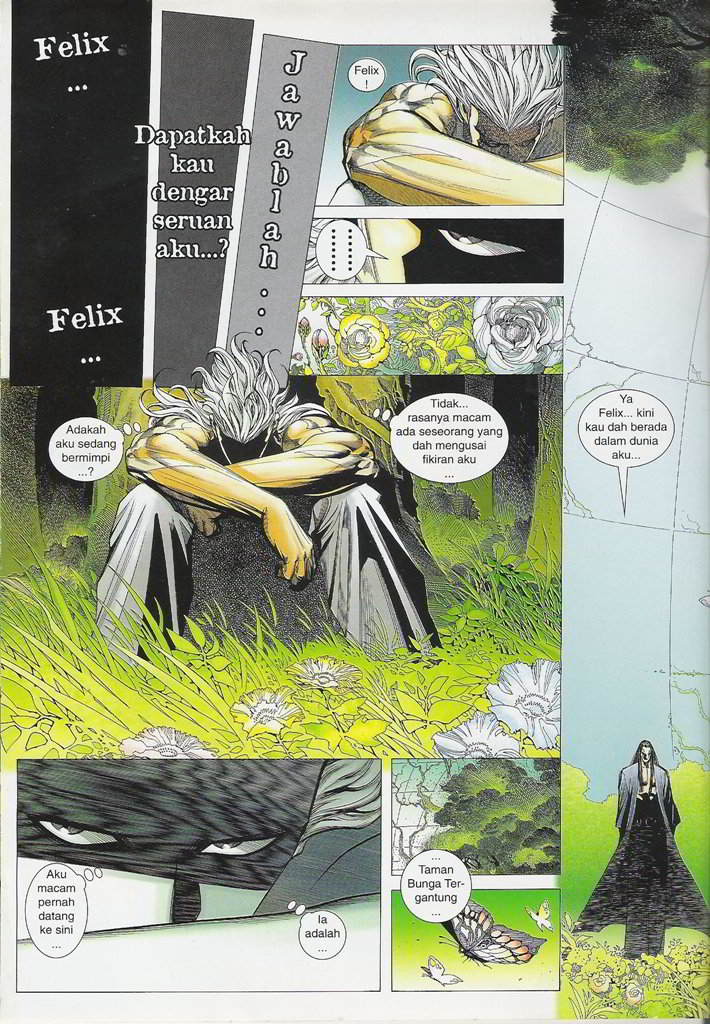 Felix
...
Dapatkah
kau
dengar
seruan
aku...?
Jawablah...
Felix
...
Felix
!
......
Adakah
aku sedang
bermimpi
...?
Tidak...
rasanya macam
ada seseorang yang
dah mengusai
fikiran aku
...
Ya
Felix... kini
kau dah berada
dalam dunia
aku...
Aku
macam
pernah
datang
ke sini
...
Ia
adalah
...
...
Taman
Bunga Ter-
gantung